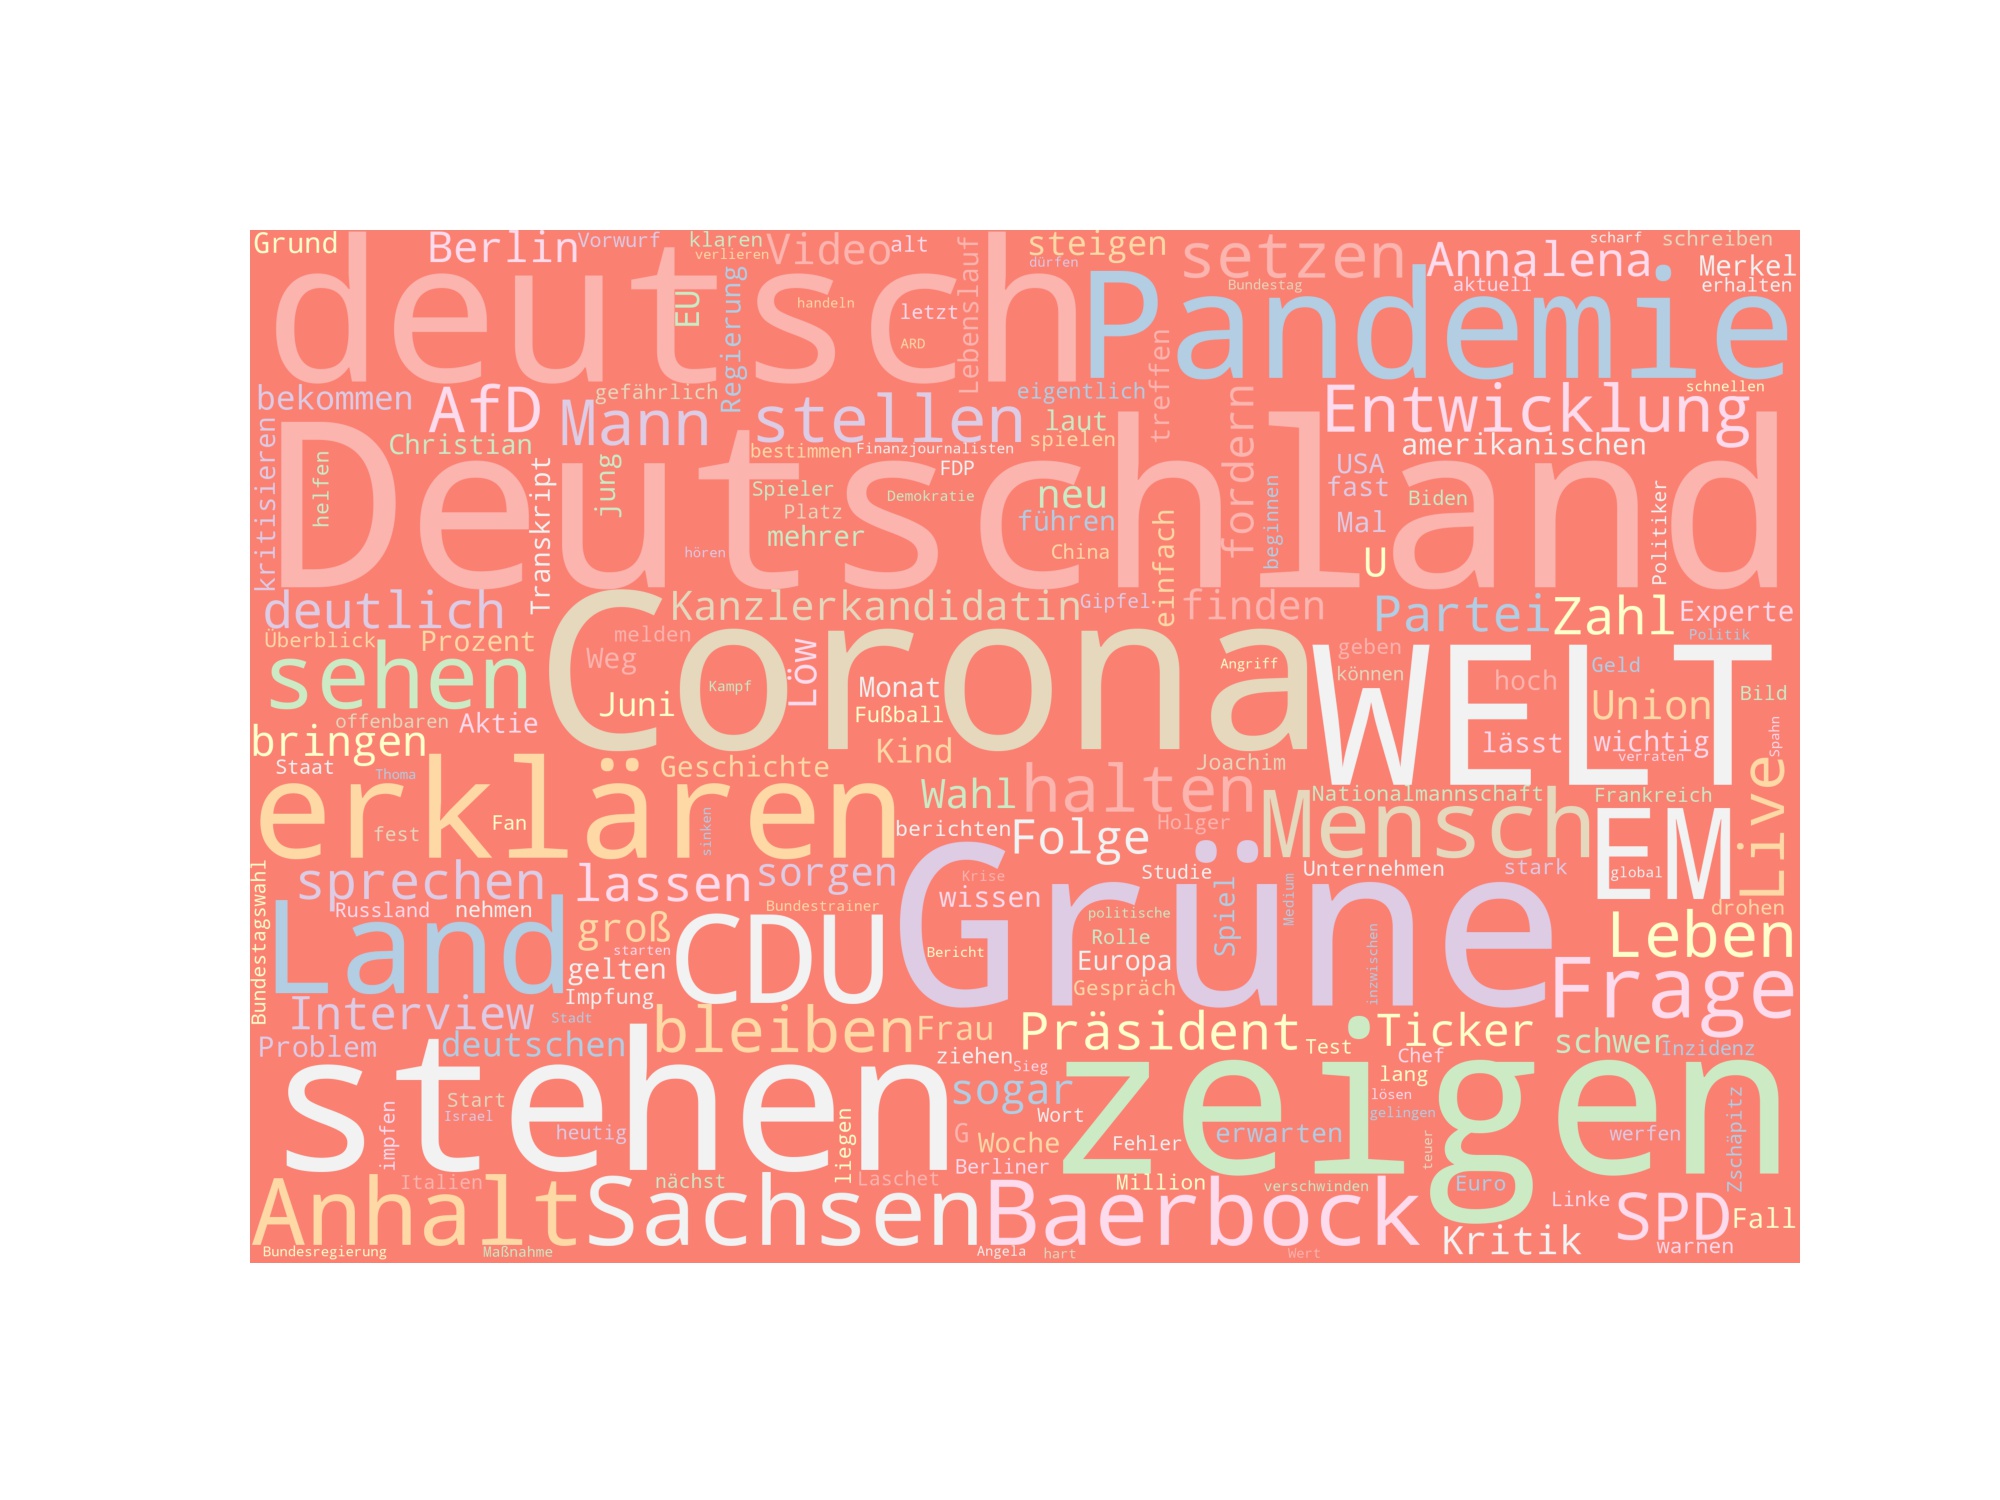 Grund
Berlin
Vorwurf
klaren
verlieren
Video
alt
Lebenslauf
steigen
dürfen
setzen
Bundestag
Annalena
scharf
schreiben
Merkel
aktuell
erhalten
deutsch
EU
Regierung
handeln
letzt
ARD
Pandemie
treffen
bekommen
AfD
gefährlich
Mann
stellen
eigentlich
laut
spielen
fordern
Entwicklung
schnellen
amerikanischen
kritisieren
Christian
helfen
Transkript
jung
bestimmen
Finanzjournalisten
FDP
Spieler
Demokratie
Platz
mehrer
neu
führen
China
hören
einfach
beginnen
USA
fast
Mal
U
Biden
Politiker
Deutschland
deutlich
Überblick
Prozent
Kanzlerkandidatin
Gipfel
finden
Partei
Zahl
Experte
Politik
melden
Weg
Löw
sehen
Corona
Kampf
Juni
Monat
Fußball
Angriff
geben
können
WELT
hoch
Geld
Bild
Union
lässt
wichtig
verraten
Spahn
offenbaren
Aktie
bringen
Staat
Thoma
Geschichte
Kind
Joachim
erklären
fest
Fan
sinken
Wahl
halten
Nationalmannschaft
Frankreich
Live
berichten
Folge
Holger
Mensch
EM
global
Bundestagswahl
sprechen
lassen
sorgen
Krise
wissen
Studie
Unternehmen
stark
drohen
Russland
nehmen
Bundestrainer
Land
groß
starten
gelten
Impfung
CDU
Grüne
Bericht
politische
Rolle
Europa
Gespräch
Spiel
Medium
inzwischen
Leben
Frage
Interview
Stadt
Problem
deutschen
bleiben
Frau
ziehen
Sieg
Präsident
Test
Ticker
Chef
schwer
Inzidenz
stehen
impfen
Start
Israel
heutig
liegen
sogar
Wort
G
Woche
Berliner
Fehler
zeigen
lang
lösen
gelingen
erwarten
teuer
werfen
Zschäpitz
Anhalt
Italien
Sachsen
nächst
Laschet
Million
verschwinden
Euro
Baerbock
Linke
SPD
Fall
Kritik
warnen
Bundesregierung
Maßnahme
Angela
hart
Wert